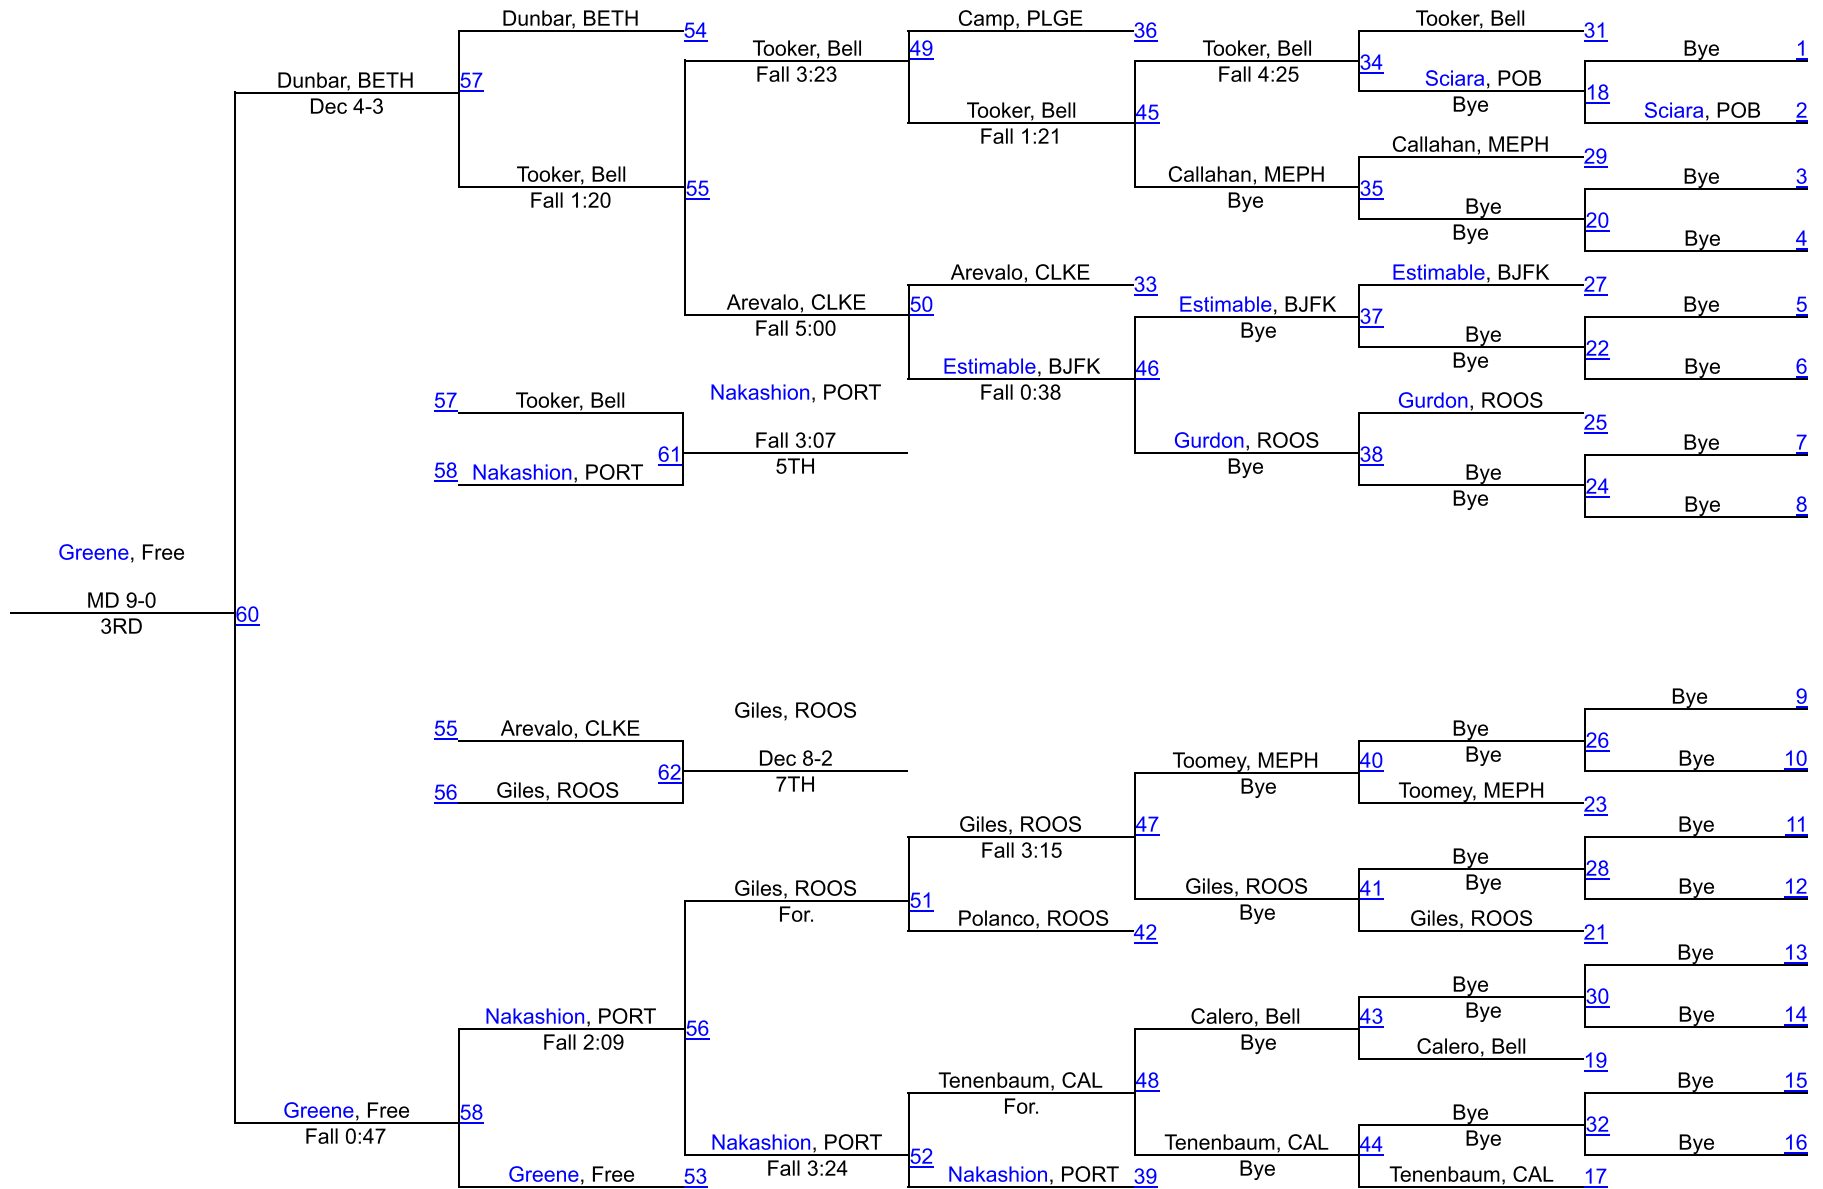 Dunbar, BETH
54
Camp, PLGE
36
Tooker, Bell
31
Tooker, Bell
49
Tooker, Bell
Bye
1
Dunbar, BETH
57
Fall 3:23
Fall 4:25
34
Sciara, POB
18
Dec 4-3
Tooker, Bell
45
Bye
Sciara, POB
2
Fall 1:21
Callahan, MEPH
29
Tooker, Bell
55
Callahan, MEPH
35
Bye
3
Fall 1:20
Bye
Bye
20
Bye
Bye
4
Arevalo, CLKE
33
Estimable, BJFK
27
Arevalo, CLKE
50
Estimable, BJFK
37
Bye
5
Fall 5:00
Bye
Bye
22
Bye
Estimable, BJFK
46
Bye
6
Nakashion, PORT
Fall 0:38
57
Tooker, Bell
Gurdon, ROOS
25
61
Fall 3:07
Gurdon, ROOS
38
Bye
7
58
Nakashion, PORT
5TH
Bye
Bye
24
Bye
Bye
8
Greene, Free
MD 9-0
60
3RD
Bye
9
55
Arevalo, CLKE
Giles, ROOS
Bye
26
62
Dec 8-2
Toomey, MEPH
40
Bye
Bye
10
56
Giles, ROOS
7TH
Bye
Toomey, MEPH
23
Giles, ROOS
47
Bye
11
Fall 3:15
Bye
28
Giles, ROOS
51
Giles, ROOS
41
Bye
Bye
12
For.
Polanco, ROOS
42
Bye
Giles, ROOS
21
Bye
13
Bye
30
Nakashion, PORT
56
Calero, Bell
43
Bye
Bye
14
Fall 2:09
Bye
Calero, Bell
19
Tenenbaum, CAL
48
Bye
15
Greene, Free
58
For.
Bye
32
Fall 0:47
Nakashion, PORT
52
Tenenbaum, CAL
44
Bye
Bye
16
Greene, Free
53
Fall 3:24
Nakashion, PORT
39
Bye
Tenenbaum, CAL
17